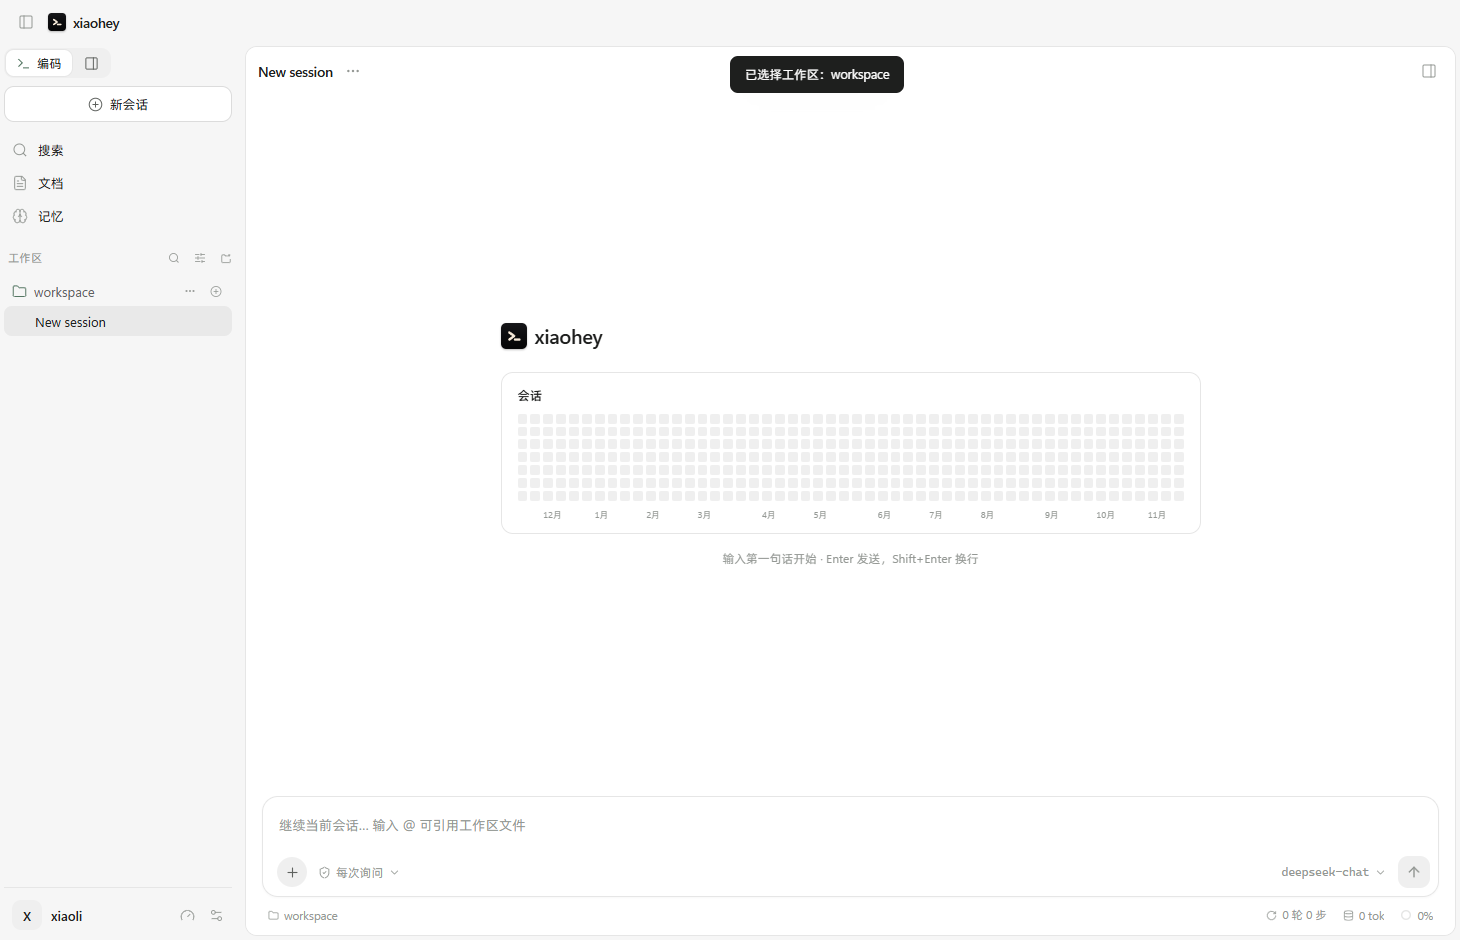 xiaohey
编码
新会话
搜索
文档
记忆
工作区
workspace
New session
X xiaoli
New session
已选择工作区：workspace
xiaohey
会话
12月 1月 2月 3月 4月 5月 6月 7月 8月 9月 10月 11月
输入第一句话开始 · Enter 发送，Shift+Enter 换行
继续当前会话... 输入 @ 可引用工作区文件
每次询问
deepseek-chat
workspace
0 轮 0 步 0 tok 0%